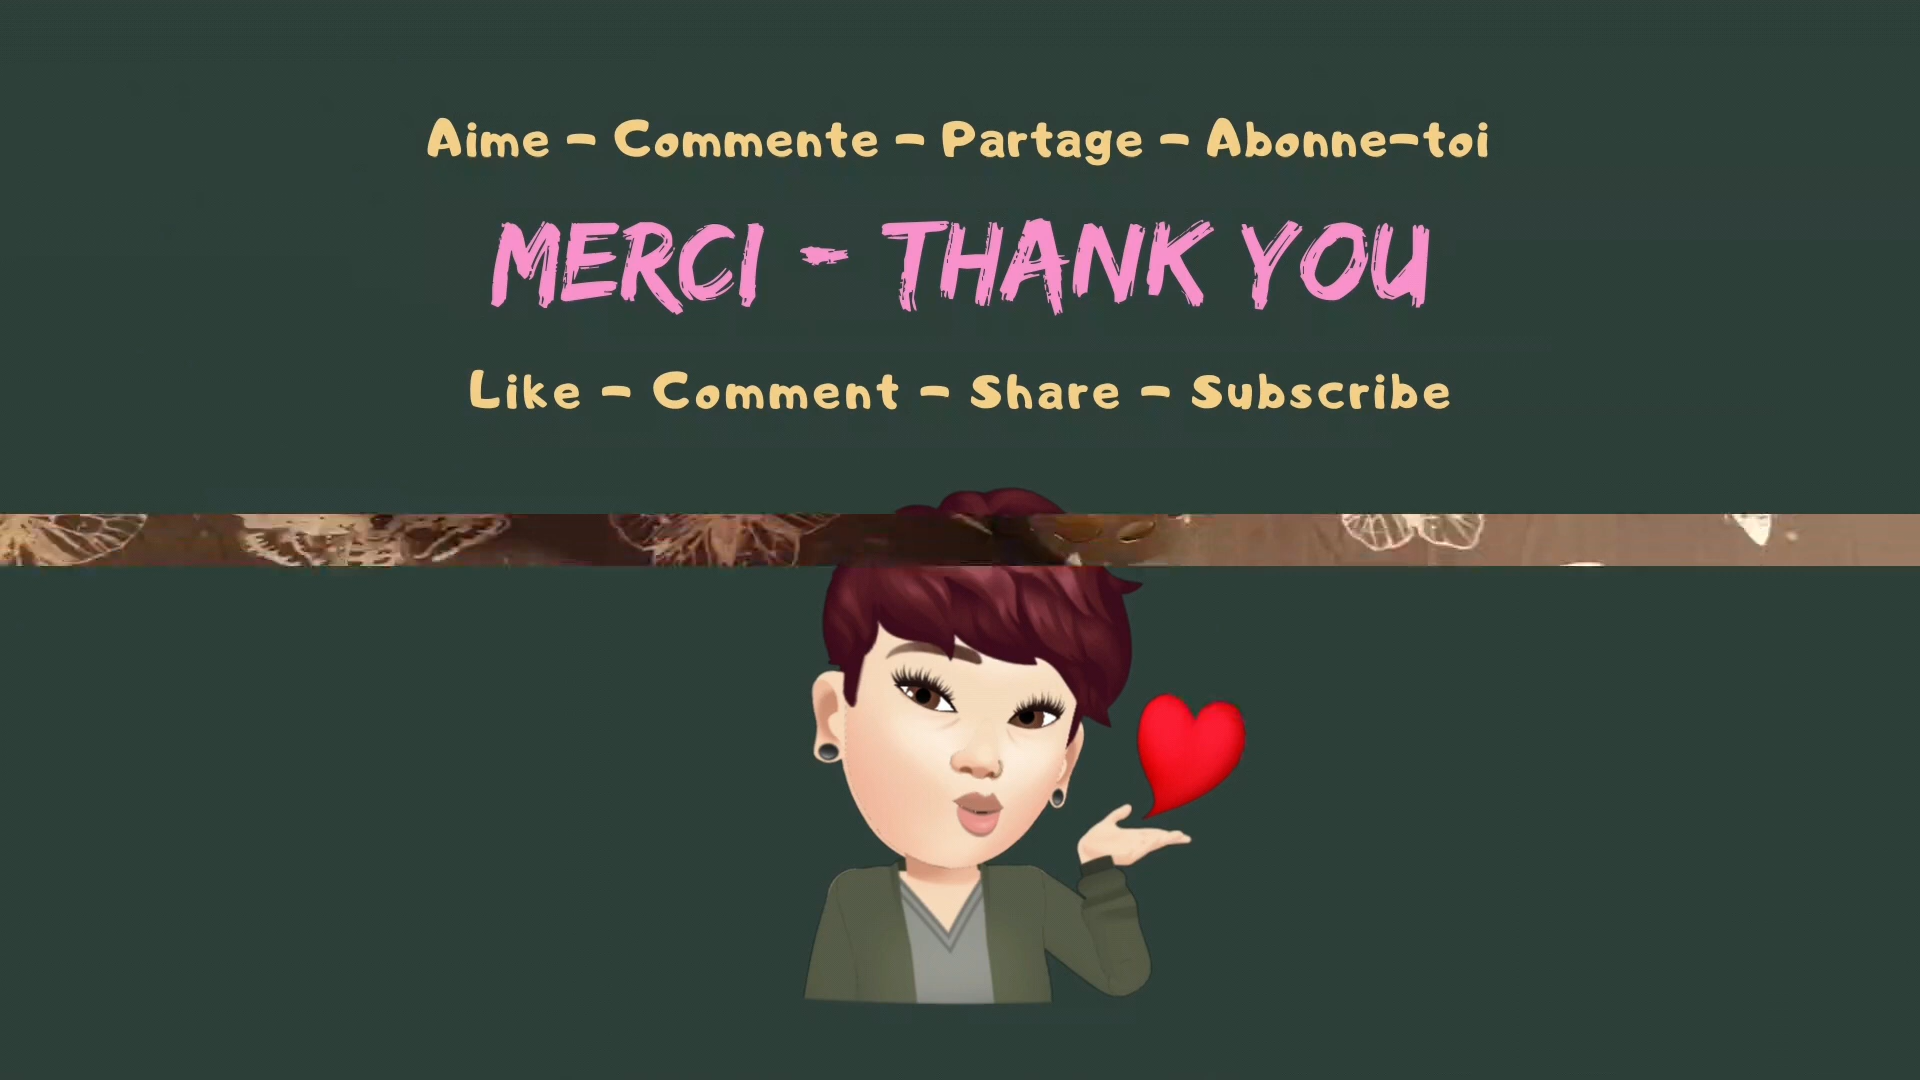 Aime - Commente - Partage - Abonne-toi
MERCI - THANK YOU
Like - Comment - Share - Subscribe